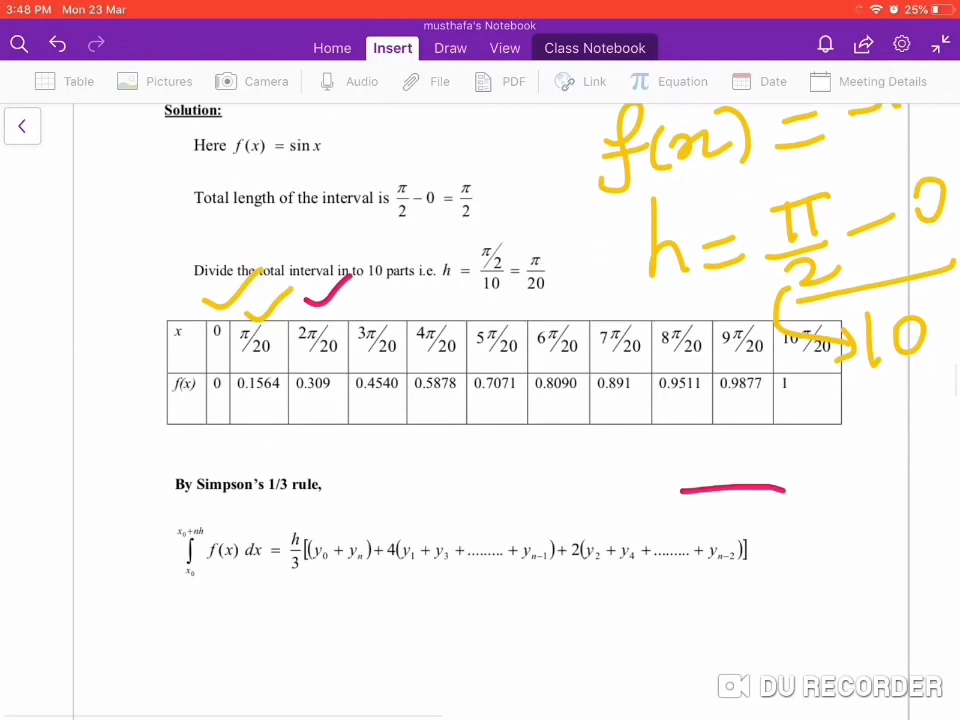 3:48 PM Mon 23 Mar 25%
musthafa's Notebook
Home Insert Draw View Class Notebook
Table Pictures Camera Audio File PDF Link Equation Date Meeting Details
Solution:
Here f(x) = sin x
f(x) =
Total length of the interval is π/2 − 0 = π/2
h = π/2 − 0
10
Divide the total interval in to 10 parts i.e. h = (π/2)/10 = π/20
x 0 π/20 2π/20 3π/20 4π/20 5π/20 6π/20 7π/20 8π/20 9π/20 10π/20
f(x) 0 0.1564 0.309 0.4540 0.5878 0.7071 0.8090 0.891 0.9511 0.9877 1
By Simpson's 1/3 rule,
∫_{x₀}^{x₀+nh} f(x) dx = h/3[(y₀ + yₙ) + 4(y₁ + y₃ + ........ + yₙ₋₁) + 2(y₂ + y₄ + ......... + yₙ₋₂)]
DU RECORDER